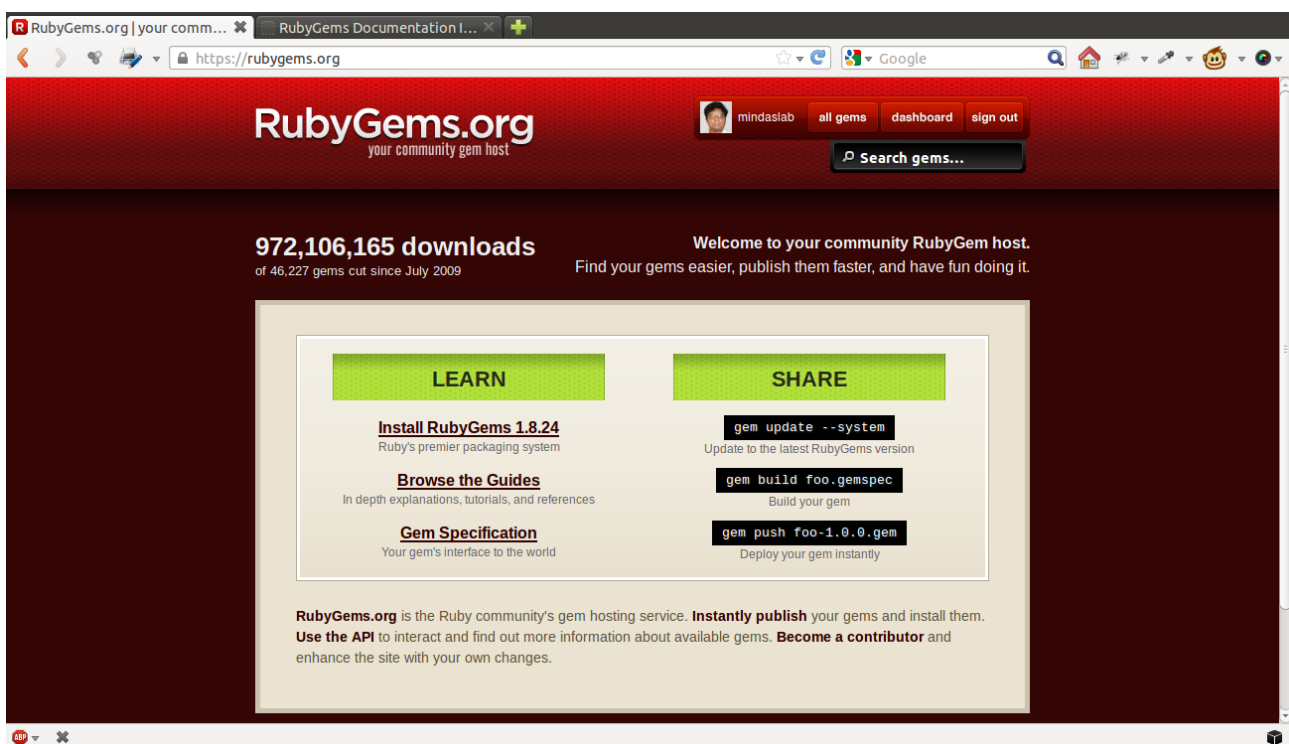 RubyGems.org | your comm...
RubyGems Documentation I...
https://rubygems.org
Google
RubyGems.org
your community gem host
mindaslab
all gems
dashboard
sign out
Search gems...
972,106,165 downloads
of 46,227 gems cut since July 2009
Welcome to your community RubyGem host.
Find your gems easier, publish them faster, and have fun doing it.
LEARN
Install RubyGems 1.8.24
Ruby's premier packaging system
Browse the Guides
In depth explanations, tutorials, and references
Gem Specification
Your gem's interface to the world
SHARE
gem update --system
Update to the latest RubyGems version
gem build foo.gemspec
Build your gem
gem push foo-1.0.0.gem
Deploy your gem instantly
RubyGems.org is the Ruby community's gem hosting service. Instantly publish your gems and install them.
Use the API to interact and find out more information about available gems. Become a contributor and
enhance the site with your own changes.
ABP